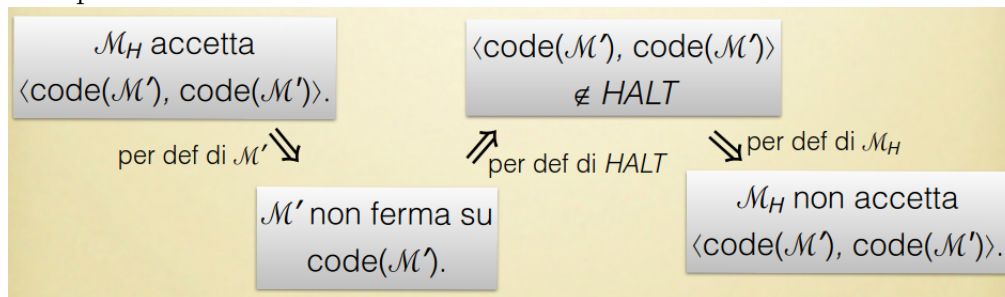 ℳ_H accetta
⟨code(ℳ′), code(ℳ′)⟩.
per def di ℳ′
ℳ′ non ferma su
code(ℳ′).
⟨code(ℳ′), code(ℳ′)⟩
∉ HALT
per def di HALT
per def di ℳ_H
ℳ_H non accetta
⟨code(ℳ′), code(ℳ′)⟩.